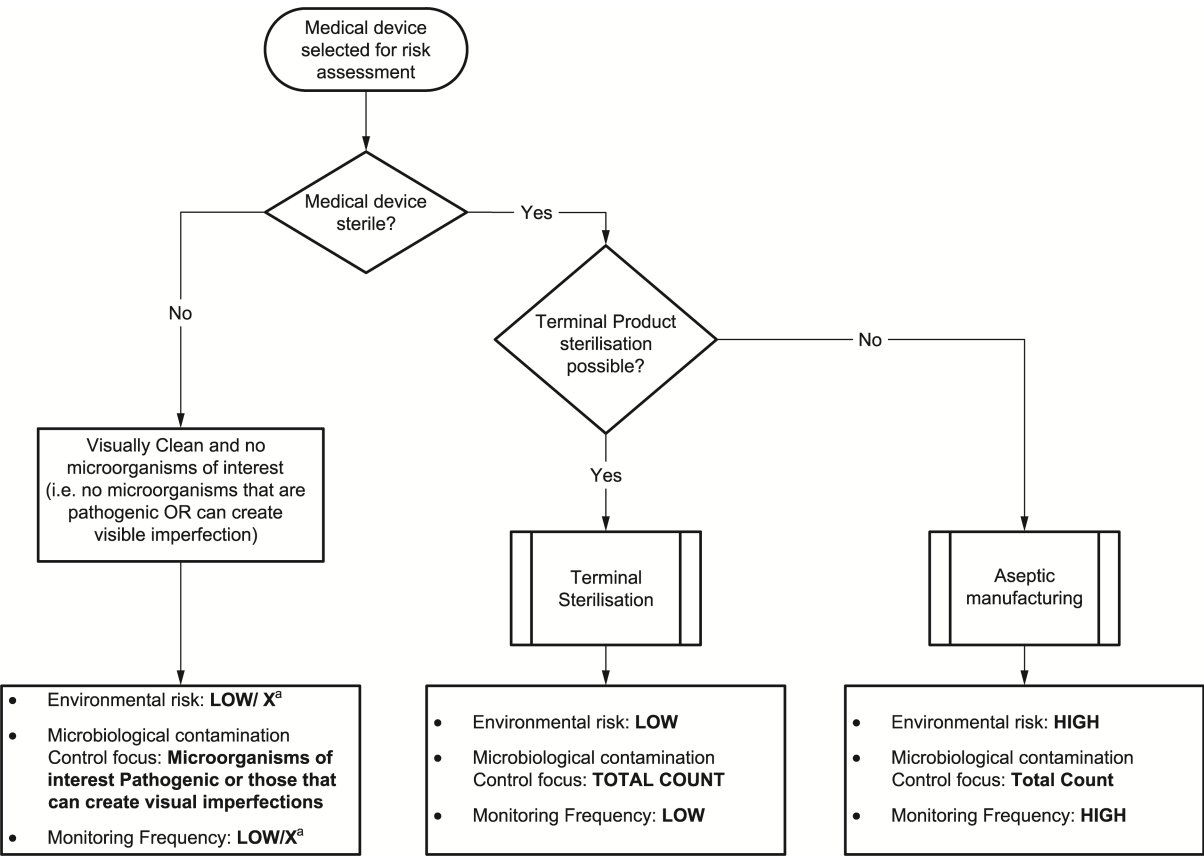 Medical device
selected for risk
assessment
Medical device
sterile?
Yes
No
Terminal Product
sterilisation
possible?
No
Yes
Visually Clean and no
microorganisms of interest
(i.e. no microorganisms that are
pathogenic OR can create
visible imperfection)
Terminal
Sterilisation
Aseptic
manufacturing
• Environmental risk: LOW/ Xa
• Microbiological contamination
Control focus: Microorganisms of
interest Pathogenic or those that
can create visual imperfections
• Monitoring Frequency: LOW/Xa
• Environmental risk: LOW
• Microbiological contamination
Control focus: TOTAL COUNT
• Monitoring Frequency: LOW
• Environmental risk: HIGH
• Microbiological contamination
Control focus: Total Count
• Monitoring Frequency: HIGH